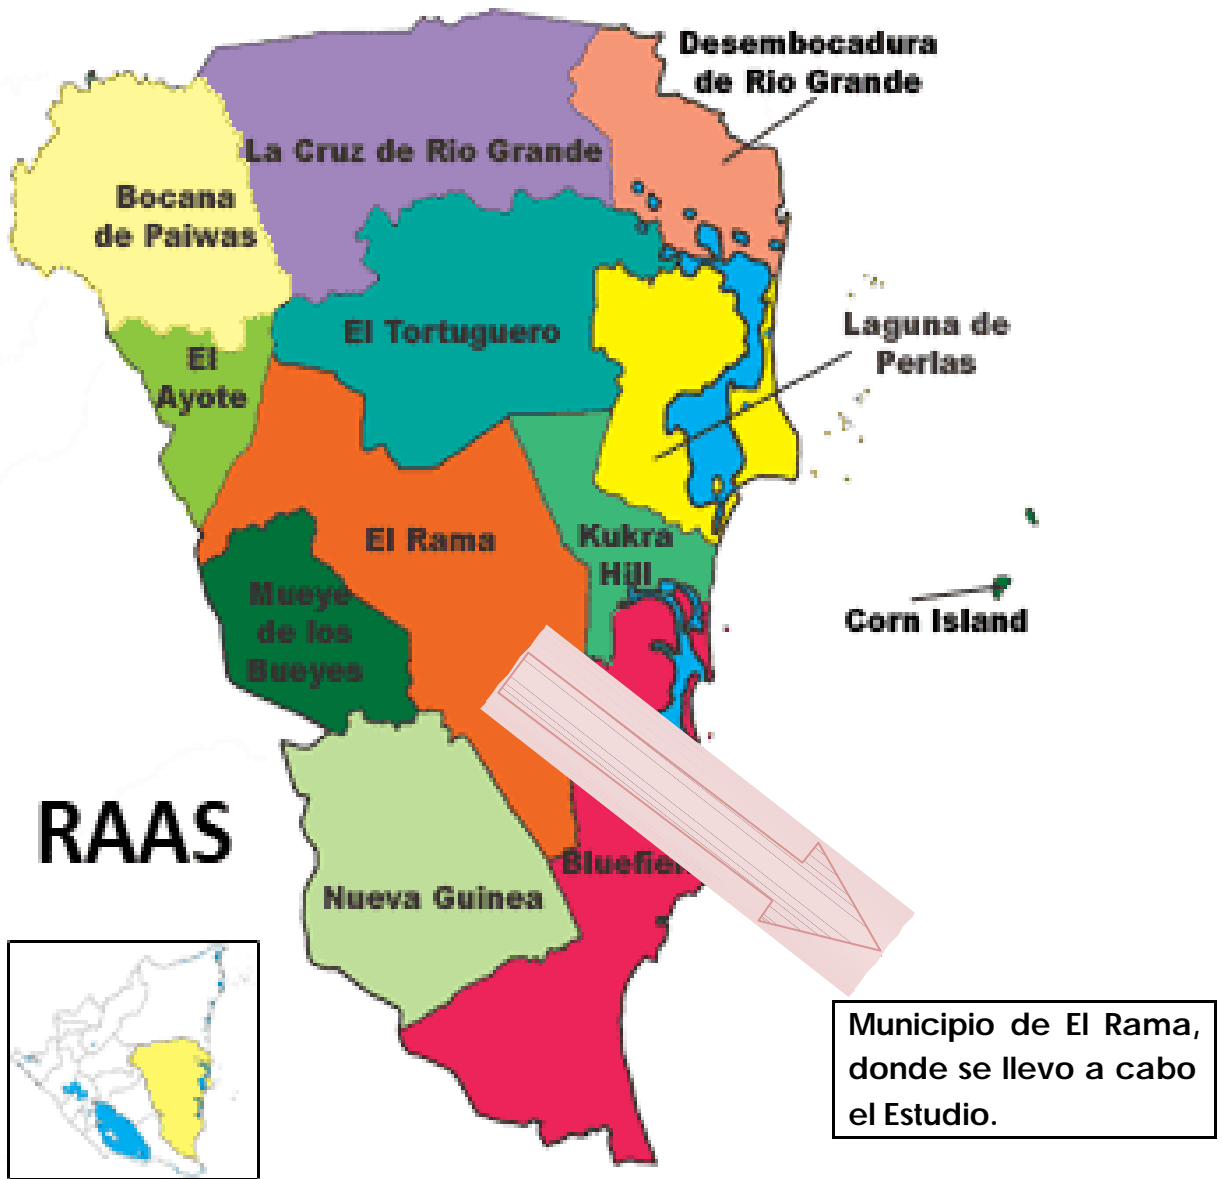 Desembocadura
de Rio Grande
La Cruz de Rio Grande
Bocana
de Paiwas
El Tortuguero
Laguna de
Perlas
El
Ayote
El Rama
Kukra
Hill
Mueye
de los
Bueyes
Corn Island
RAAS
Bluefie
Nueva Guinea
Municipio de El Rama,
donde se llevo a cabo
el Estudio.